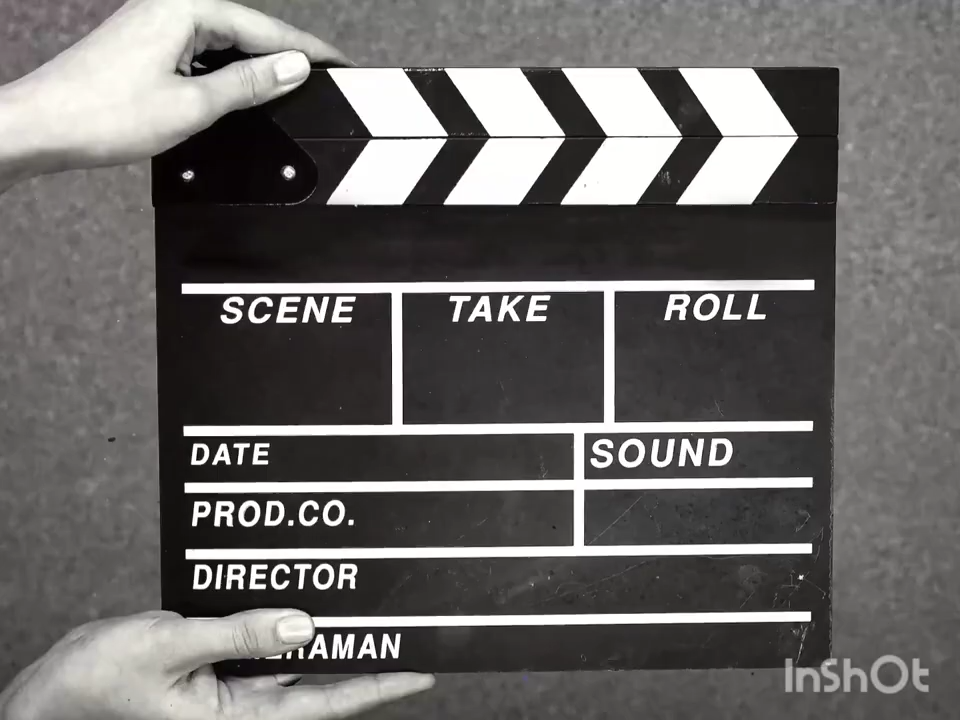 SCENE TAKE ROLL
DATE SOUND
PROD.CO.
DIRECTOR
InShOt